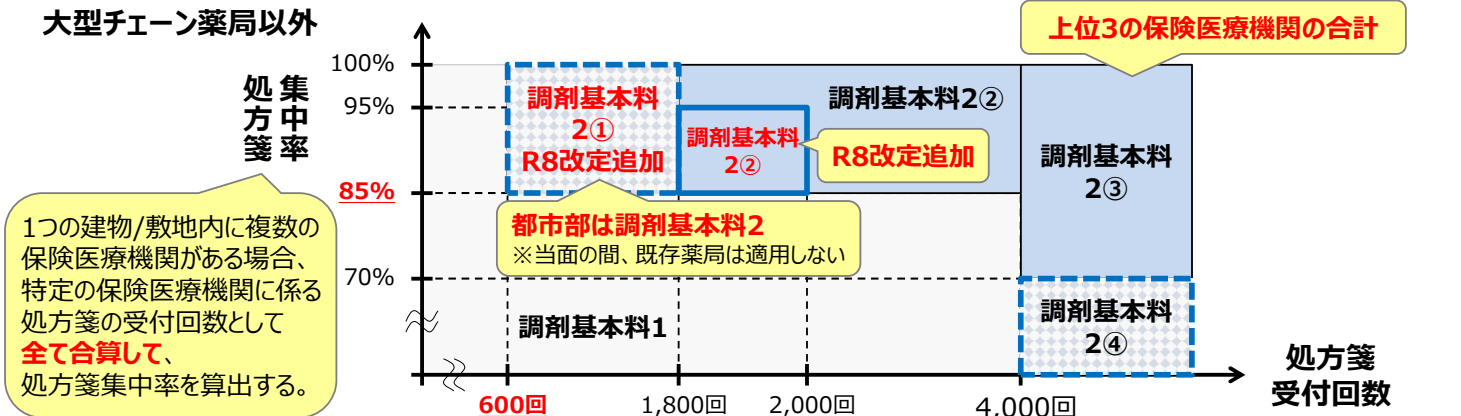 大型チェーン薬局以外
上位3の保険医療機関の合計
処方箋
集中率
100%
95%
85%
70%
調剤基本料
2①
R8改定追加
調剤基本料
2②
調剤基本料2②
R8改定追加
調剤基本料
2③
都市部は調剤基本料2
※当面の間、既存薬局は適用しない
1つの建物/敷地内に複数の
保険医療機関がある場合、
特定の保険医療機関に係る
処方箋の受付回数として
全て合算して、
処方箋集中率を算出する。
調剤基本料1
調剤基本料
2④
処方箋
受付回数
600回
1,800回
2,000回
4,000回